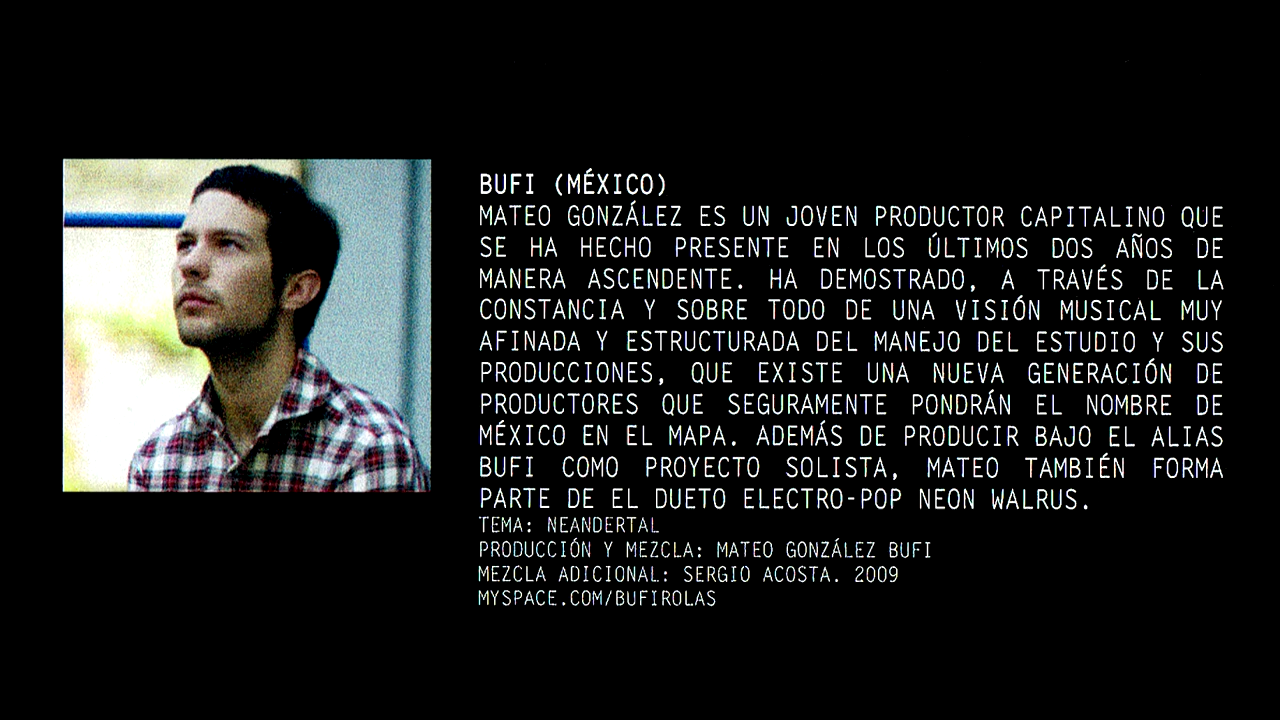 BUFI (MÉXICO)
MATEO GONZÁLEZ ES UN JOVEN PRODUCTOR CAPITALINO QUE
SE HA HECHO PRESENTE EN LOS ÚLTIMOS DOS AÑOS DE
MANERA ASCENDENTE. HA DEMOSTRADO, A TRAVÉS DE LA
CONSTANCIA Y SOBRE TODO DE UNA VISIÓN MUSICAL MUY
AFINADA Y ESTRUCTURADA DEL MANEJO DEL ESTUDIO Y SUS
PRODUCCIONES, QUE EXISTE UNA NUEVA GENERACIÓN DE
PRODUCTORES QUE SEGURAMENTE PONDRÁN EL NOMBRE DE
MÉXICO EN EL MAPA. ADEMÁS DE PRODUCIR BAJO EL ALIAS
BUFI COMO PROYECTO SOLISTA, MATEO TAMBIÉN FORMA
PARTE DE EL DUETO ELECTRO-POP NEON WALRUS.
TEMA: NEANDERTAL
PRODUCCIÓN Y MEZCLA: MATEO GONZÁLEZ BUFI
MEZCLA ADICIONAL: SERGIO ACOSTA. 2009
MYSPACE.COM/BUFIROLAS